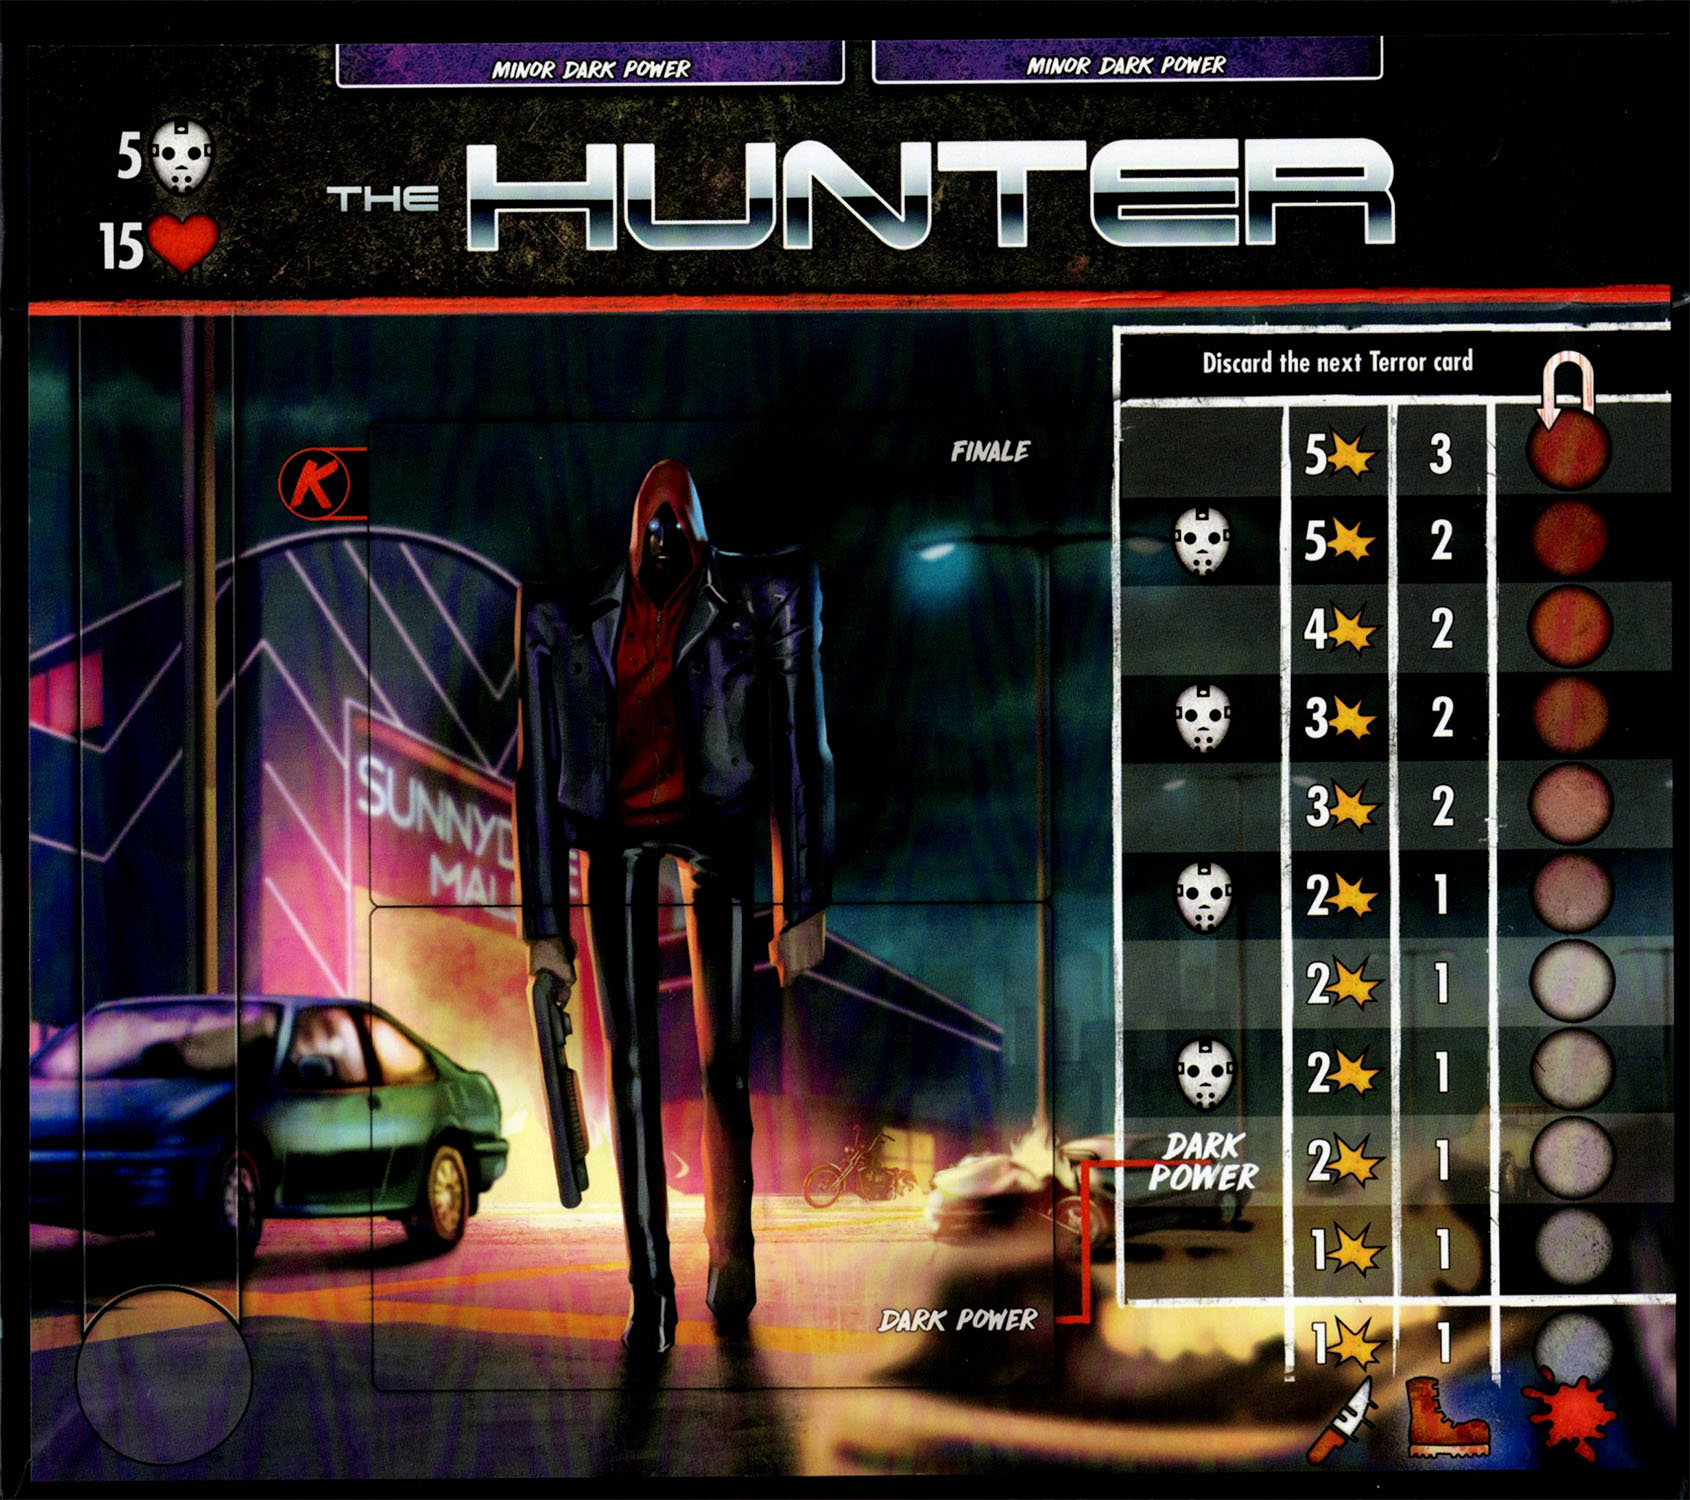 MINOR DARK POWER
MINOR DARK POWER
5
15
THE HUNTER
Discard the next Terror card
K
FINALE
5 3
5 2
4 2
3 2
3 2
2 1
2 1
2 1
DARK POWER
2 1
1 1
1 1
SUNNYD
MAL
DARK POWER